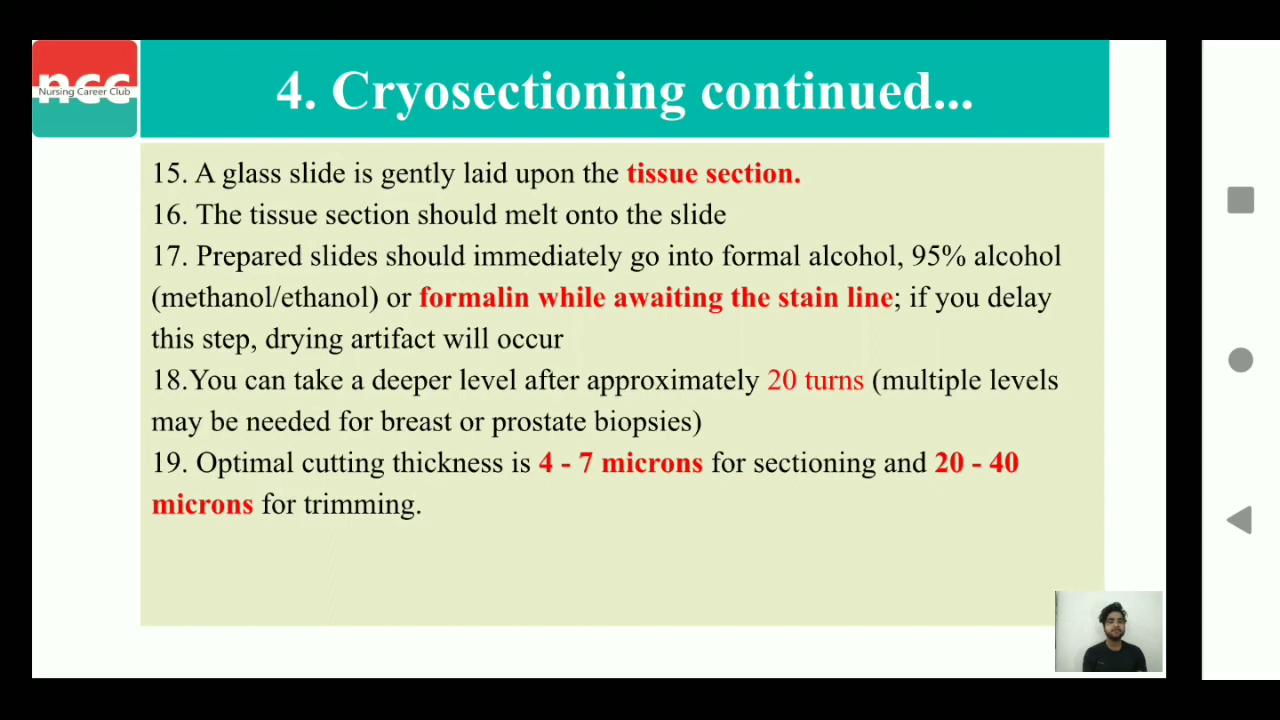 ncc
Nursing Career Club
4. Cryosectioning continued...
15. A glass slide is gently laid upon the tissue section.
16. The tissue section should melt onto the slide
17. Prepared slides should immediately go into formal alcohol, 95% alcohol
(methanol/ethanol) or formalin while awaiting the stain line; if you delay
this step, drying artifact will occur
18.You can take a deeper level after approximately 20 turns (multiple levels
may be needed for breast or prostate biopsies)
19. Optimal cutting thickness is 4 - 7 microns for sectioning and 20 - 40
microns for trimming.